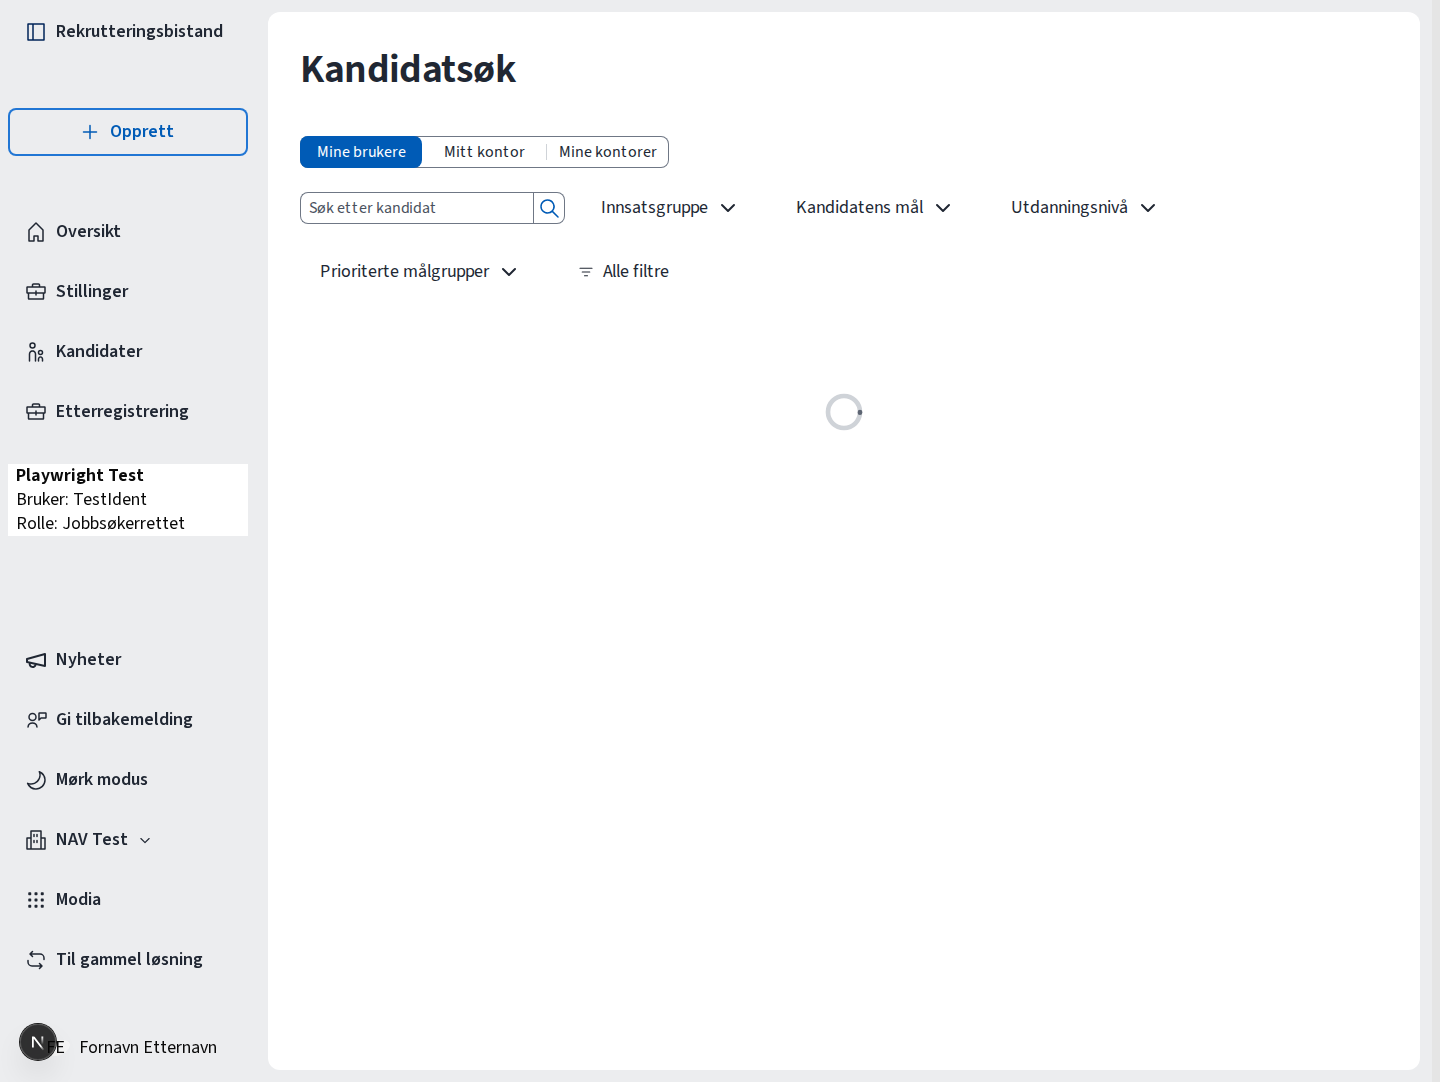 Rekrutteringsbistand
Opprett
Oversikt
Stillinger
Kandidater
Etterregistrering
Playwright Test
Bruker: TestIdent
Rolle: Jobbsøkerrettet
Nyheter
Gi tilbakemelding
Mørk modus
NAV Test
Modia
Til gammel løsning
N
FE Fornavn Etternavn
Kandidatsøk
Mine brukere Mitt kontor Mine kontorer
Søk etter kandidat Innsatsgruppe Kandidatens mål Utdanningsnivå
Prioriterte målgrupper Alle filtre